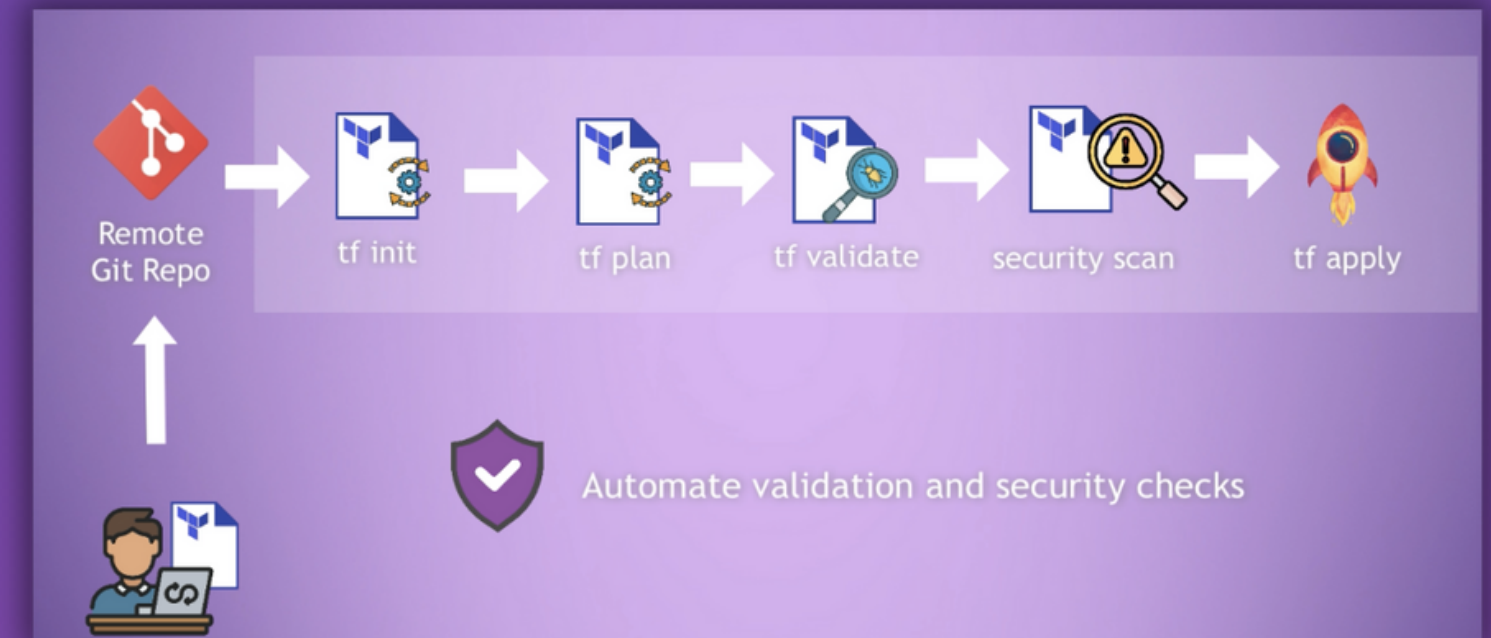 Remote
Git Repo
tf init
tf plan
tf validate
security scan
tf apply
Automate validation and security checks